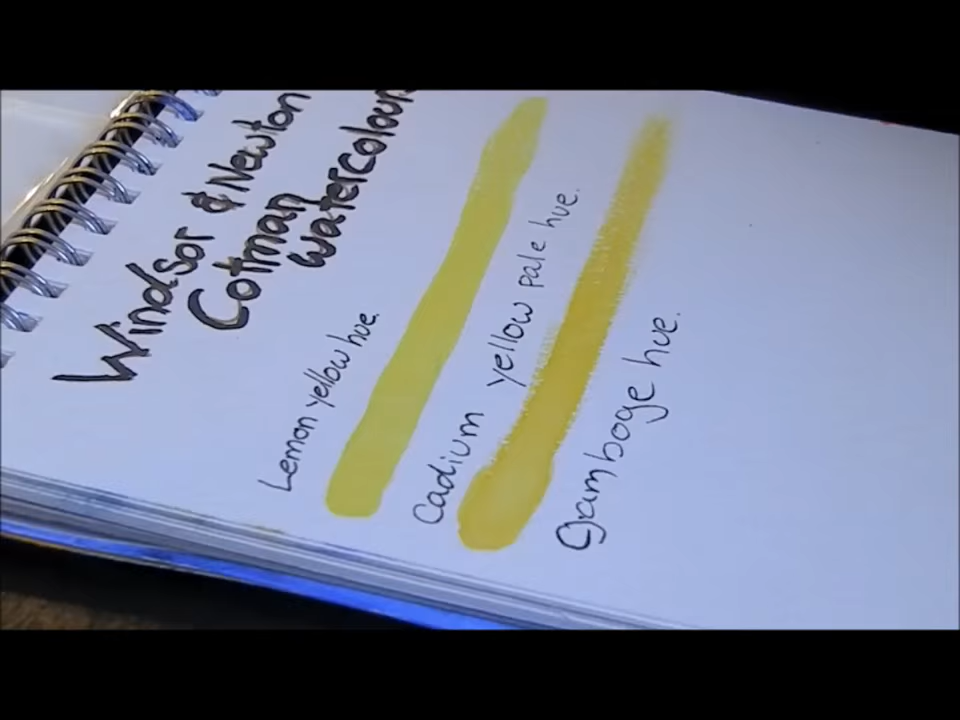 Windsor & Newton
Cotman
watercolours
Lemon yellow hue.
Cadium yellow pale hue.
Gamboge hue.